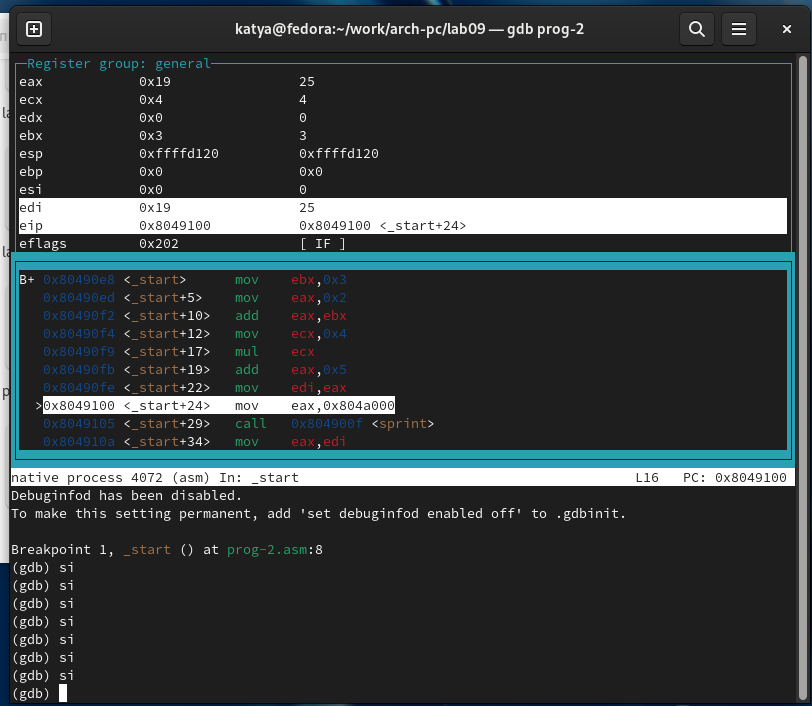 katya@fedora:~/work/arch-pc/lab09 — gdb prog-2
Register group: general
eax 0x19 25
ecx 0x4 4
edx 0x0 0
ebx 0x3 3
esp 0xffffd120 0xffffd120
ebp 0x0 0x0
esi 0x0 0
edi 0x19 25
eip 0x8049100 0x8049100 <_start+24>
eflags 0x202 [ IF ]
B+ 0x80490e8 <_start> mov ebx,0x3
0x80490ed <_start+5> mov eax,0x2
0x80490f2 <_start+10> add eax,ebx
0x80490f4 <_start+12> mov ecx,0x4
0x80490f9 <_start+17> mul ecx
0x80490fb <_start+19> add eax,0x5
0x80490fe <_start+22> mov edi,eax
>0x8049100 <_start+24> mov eax,0x804a000
0x8049105 <_start+29> call 0x804900f <sprint>
0x804910a <_start+34> mov eax,edi
native process 4072 (asm) In: _start L16 PC: 0x8049100
Debuginfod has been disabled.
To make this setting permanent, add 'set debuginfod enabled off' to .gdbinit.
Breakpoint 1, _start () at prog-2.asm:8
(gdb) si
(gdb) si
(gdb) si
(gdb) si
(gdb) si
(gdb) si
(gdb) si
(gdb)